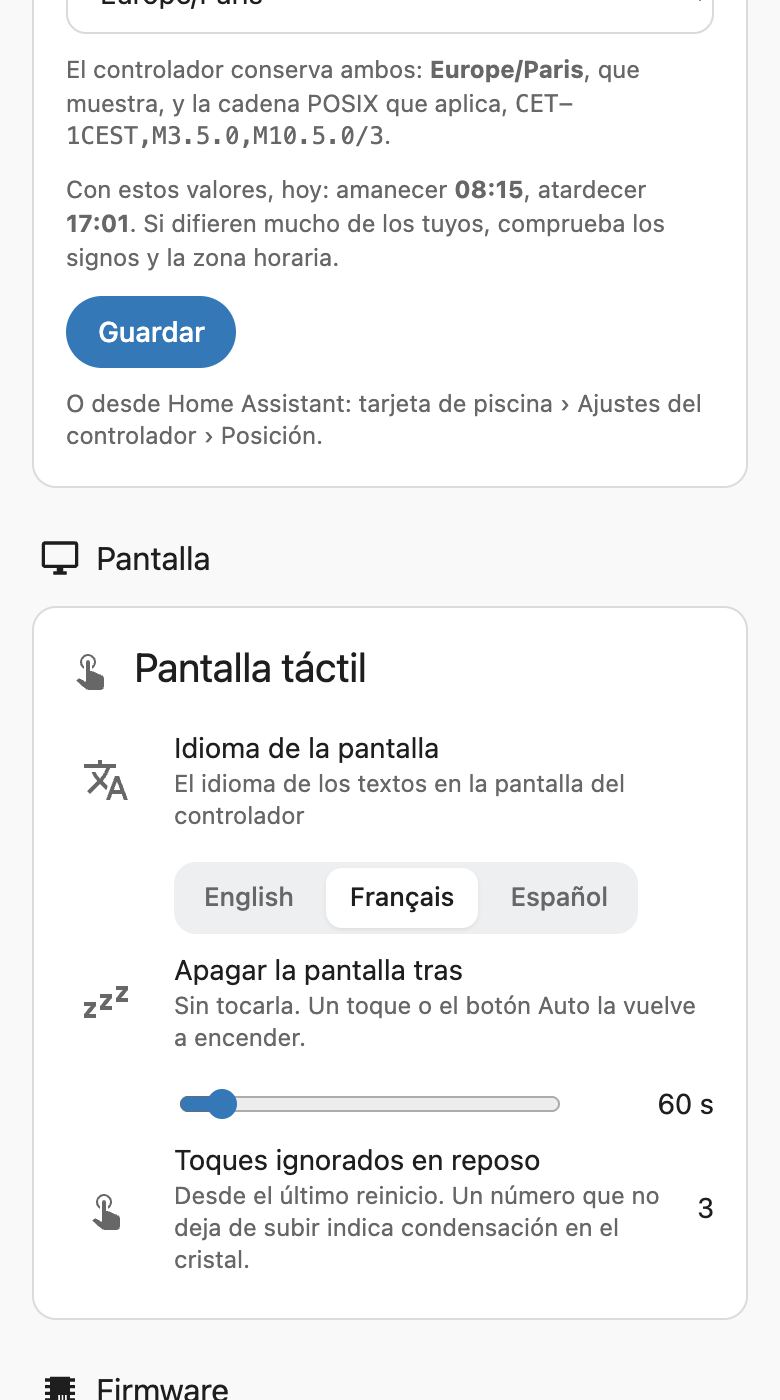 Europe/Paris
El controlador conserva ambos: Europe/Paris, que
muestra, y la cadena POSIX que aplica, CET-
1CEST,M3.5.0,M10.5.0/3.
Con estos valores, hoy: amanecer 08:15, atardecer
17:01. Si difieren mucho de los tuyos, comprueba los
signos y la zona horaria.
Guardar
O desde Home Assistant: tarjeta de piscina › Ajustes del
controlador › Posición.
Pantalla
Pantalla táctil
Idioma de la pantalla
El idioma de los textos en la pantalla del
controlador
English Français Español
Apagar la pantalla tras
Sin tocarla. Un toque o el botón Auto la vuelve
a encender.
60 s
Toques ignorados en reposo
Desde el último reinicio. Un número que no
deja de subir indica condensación en el
cristal.
3
Firmware